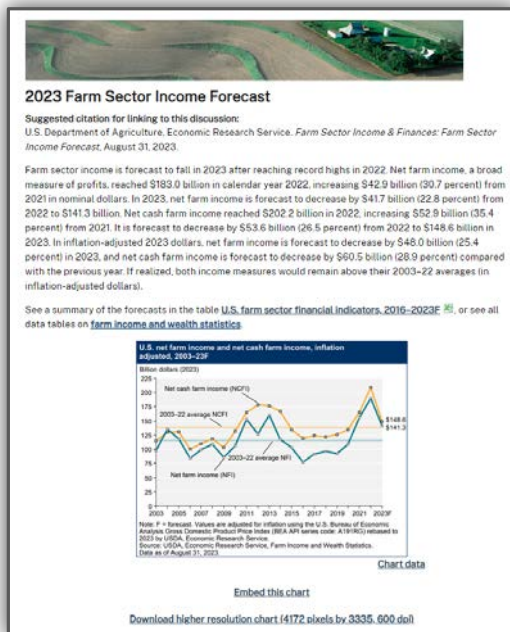 2023 Farm Sector Income Forecast
Suggested citation for linking to this discussion:
U.S. Department of Agriculture, Economic Research Service. Farm Sector Income & Finances: Farm Sector
Income Forecast, August 31, 2023.
Farm sector income is forecast to fall in 2023 after reaching record highs in 2022. Net farm income, a broad
measure of profits, reached $183.0 billion in calendar year 2022, increasing $42.9 billion (30.7 percent) from
2021 in nominal dollars. In 2023, net farm income is forecast to decrease by $41.7 billion (22.8 percent) from
2022 to $141.3 billion. Net cash farm income reached $202.2 billion in 2022, increasing $52.9 billion (35.4
percent) from 2021. It is forecast to decrease by $53.6 billion (26.5 percent) from 2022 to $148.6 billion in
2023. In inflation-adjusted 2023 dollars, net farm income is forecast to decrease by $48.0 billion (25.4
percent) in 2023, and net cash farm income is forecast to decrease by $60.5 billion (28.9 percent) compared
with the previous year. If realized, both income measures would remain above their 2003–22 averages (in
inflation-adjusted dollars).
See a summary of the forecasts in the table U.S. farm sector financial indicators, 2016–2023F, or see all
data tables on farm income and wealth statistics.
U.S. net farm income and net cash farm income, inflation
adjusted, 2003–23F
Billion dollars (2023)
225
200
175
150
125
100
75
50
25
0
Net cash farm income (NCFI)
2003–22 average NCFI
$148.6
$141.3
2003–22 average NFI
Net farm income (NFI)
2003 2005 2007 2009 2011 2013 2015 2017 2019 2021 2023F
Note: F = forecast. Values are adjusted for inflation using the U.S. Bureau of Economic
Analysis Gross Domestic Product Price Index (BEA API series code: A191RG) rebased to
2023 by USDA, Economic Research Service.
Source: USDA, Economic Research Service, Farm Income and Wealth Statistics.
Data as of August 31, 2023.
Chart data
Embed this chart
Download higher resolution chart (4172 pixels by 3335, 600 dpi)